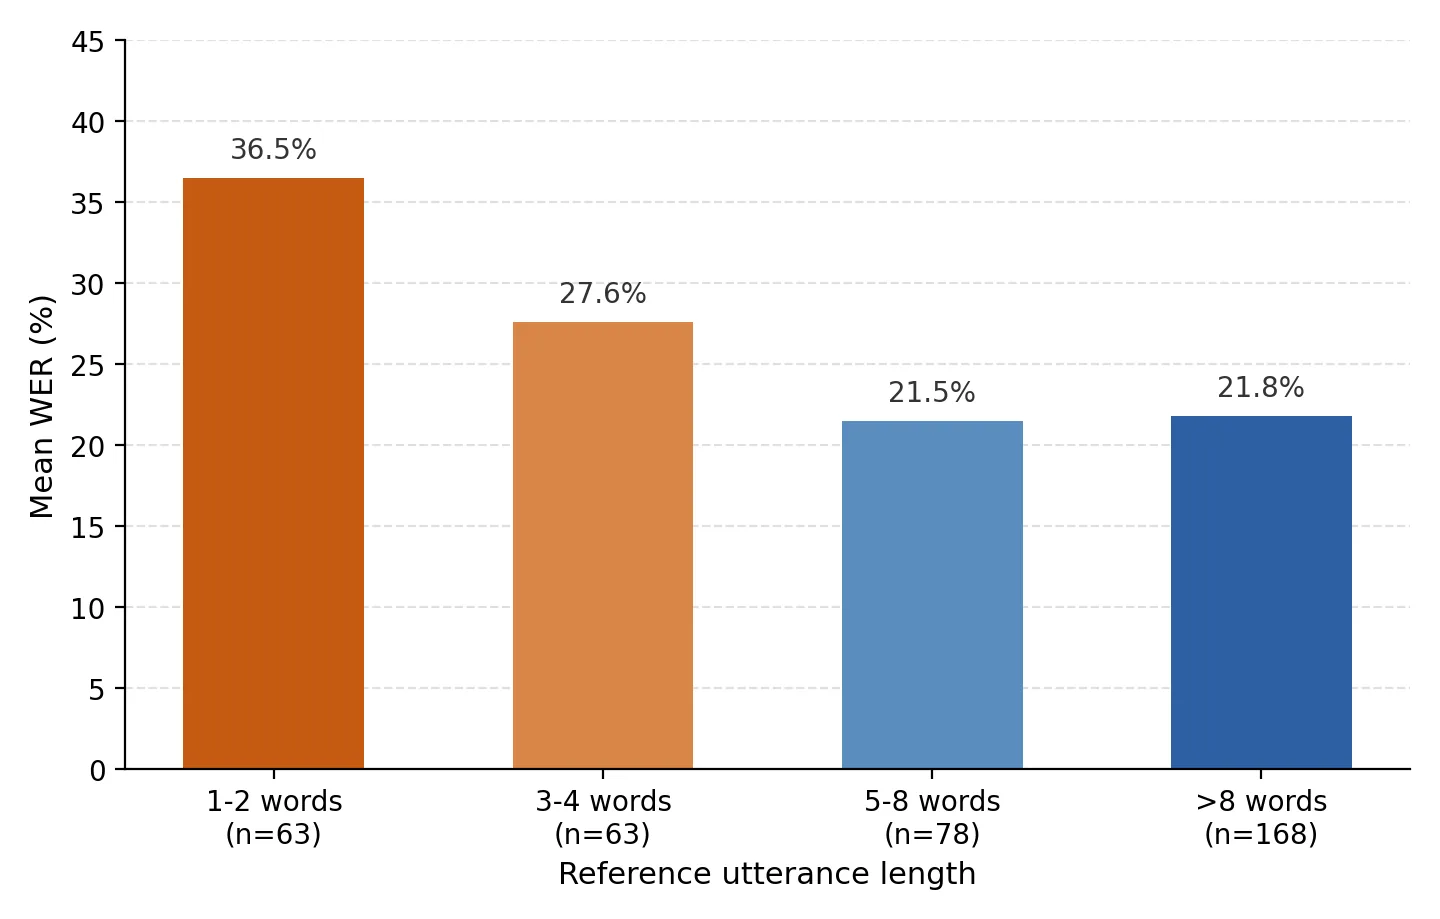 45
40
35
30
25
20
15
10
5
0
Mean WER (%)
36.5%
27.6%
21.5%
21.8%
1-2 words
(n=63)
3-4 words
(n=63)
5-8 words
(n=78)
>8 words
(n=168)
Reference utterance length